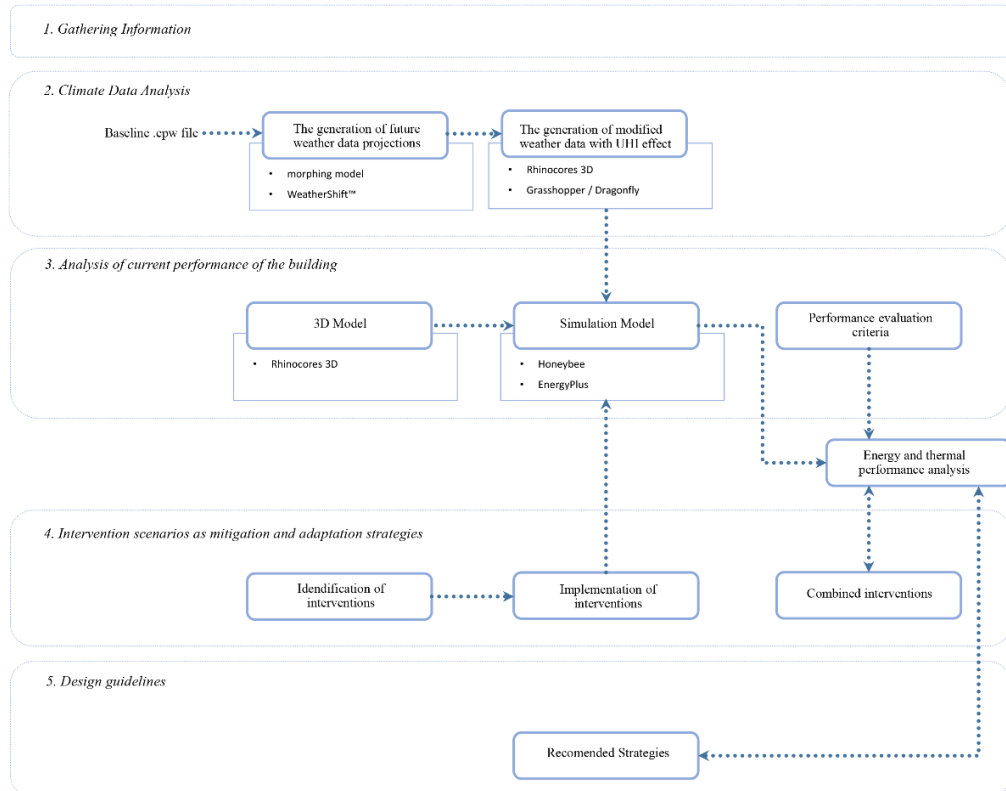 1. Gathering Information
2. Climate Data Analysis
Baseline .epw file
The generation of future
weather data projections
• morphing model
• WeatherShift™
The generation of modified
weather data with UHI effect
• Rhinocores 3D
• Grasshopper / Dragonfly
3. Analysis of current performance of the building
3D Model
• Rhinocores 3D
Simulation Model
• Honeybee
• EnergyPlus
Performance evaluation
criteria
Energy and thermal
performance analysis
4. Intervention scenarios as mitigation and adaptation strategies
Idendification of
interventions
Implementation of
interventions
Combined interventions
5. Design guidelines
Recomended Strategies